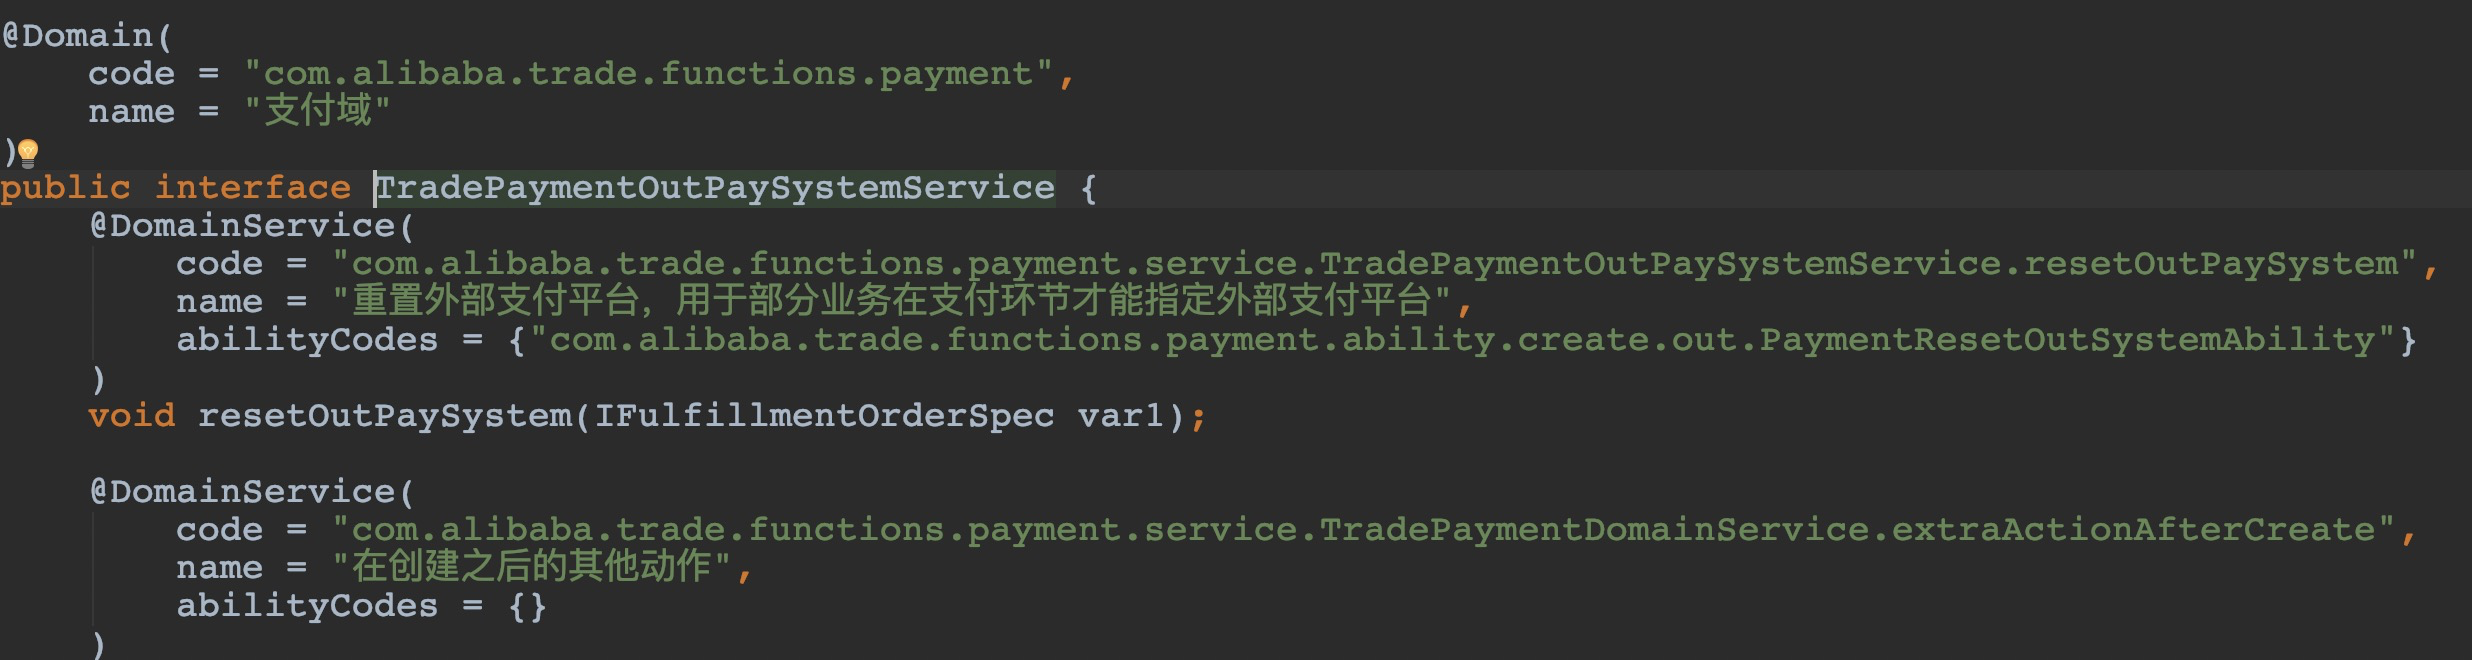 @Domain(
    code = "com.alibaba.trade.functions.payment",
    name = "支付域"
)
public interface TradePaymentOutPaySystemService {
    @DomainService(
        code = "com.alibaba.trade.functions.payment.service.TradePaymentOutPaySystemService.resetOutPaySystem",
        name = "重置外部支付平台，用于部分业务在支付环节才能指定外部支付平台",
        abilityCodes = {"com.alibaba.trade.functions.payment.ability.create.out.PaymentResetOutSystemAbility"}
    )
    void resetOutPaySystem(IFulfillmentOrderSpec var1);
    @DomainService(
        code = "com.alibaba.trade.functions.payment.service.TradePaymentDomainService.extraActionAfterCreate",
        name = "在创建之后的其他动作",
        abilityCodes = {}
    )